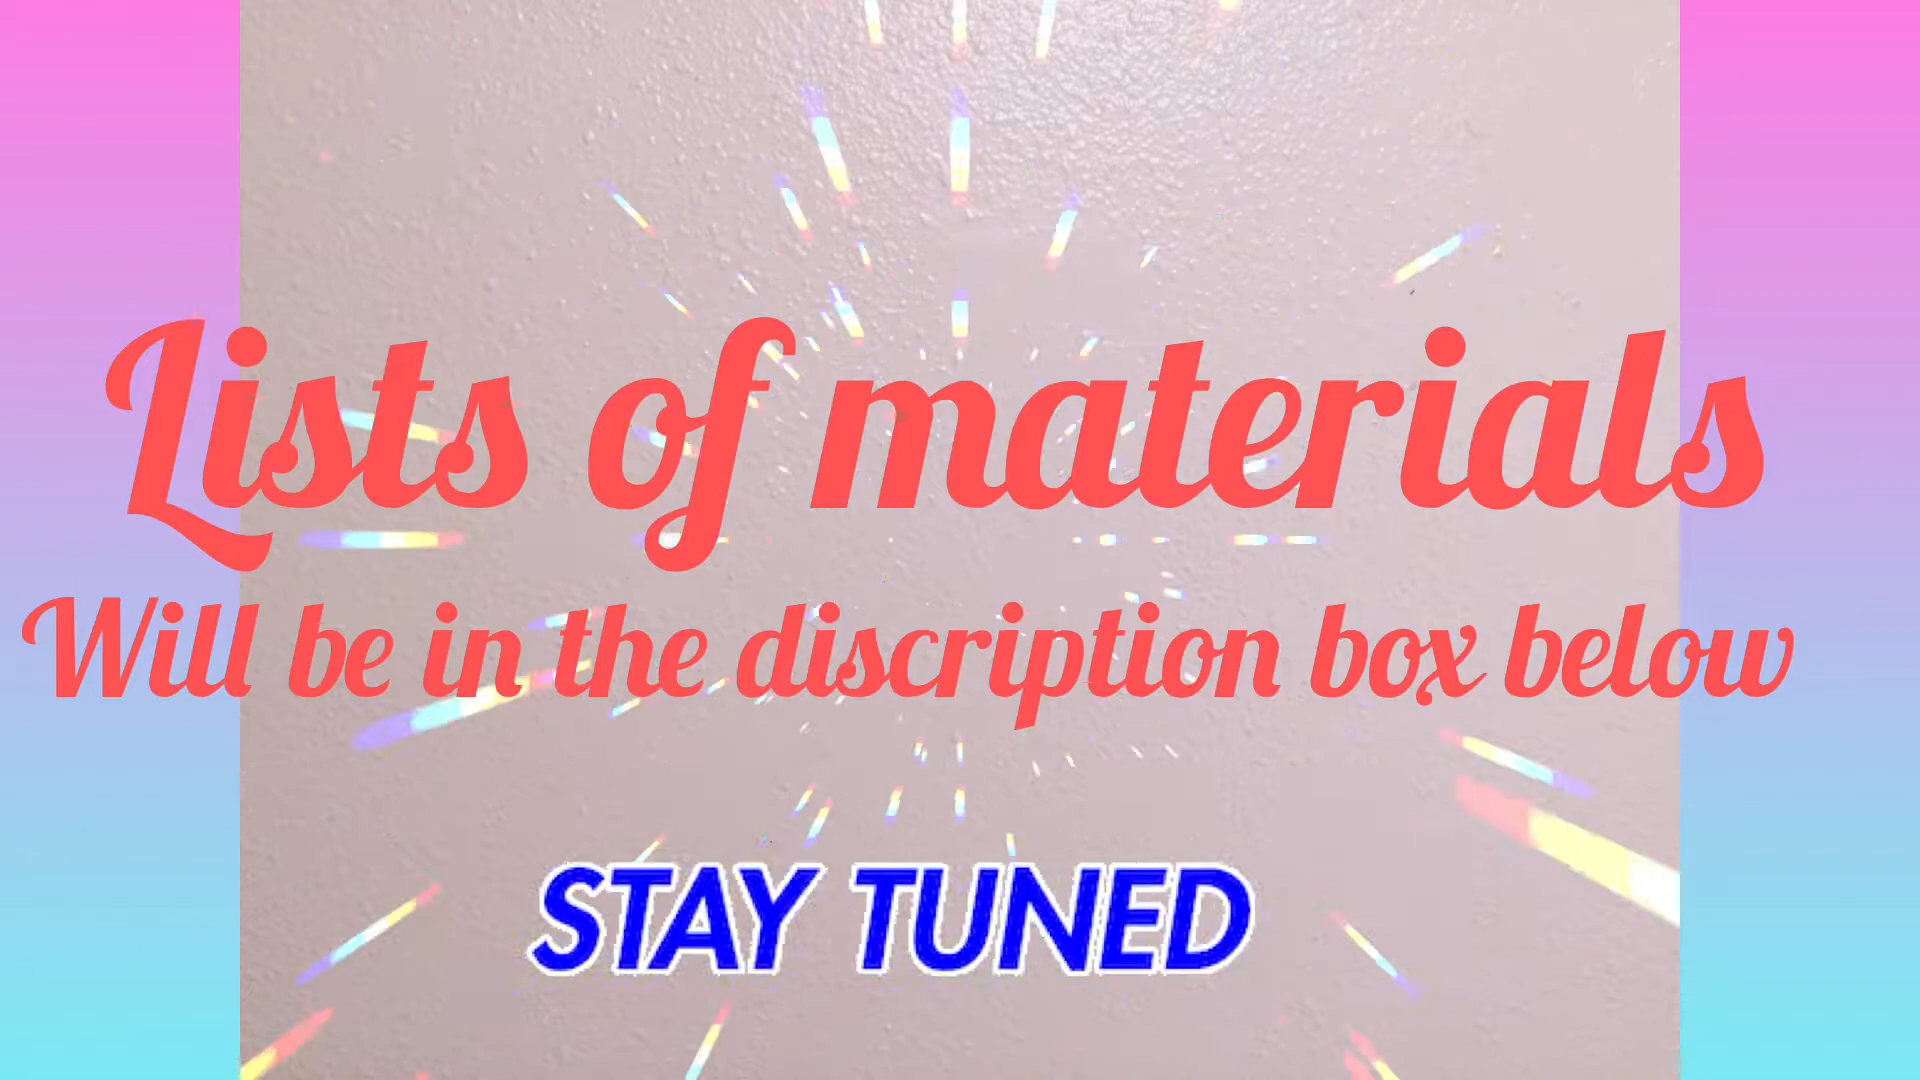 Lists of materials
Will be in the discription box below
STAY TUNED